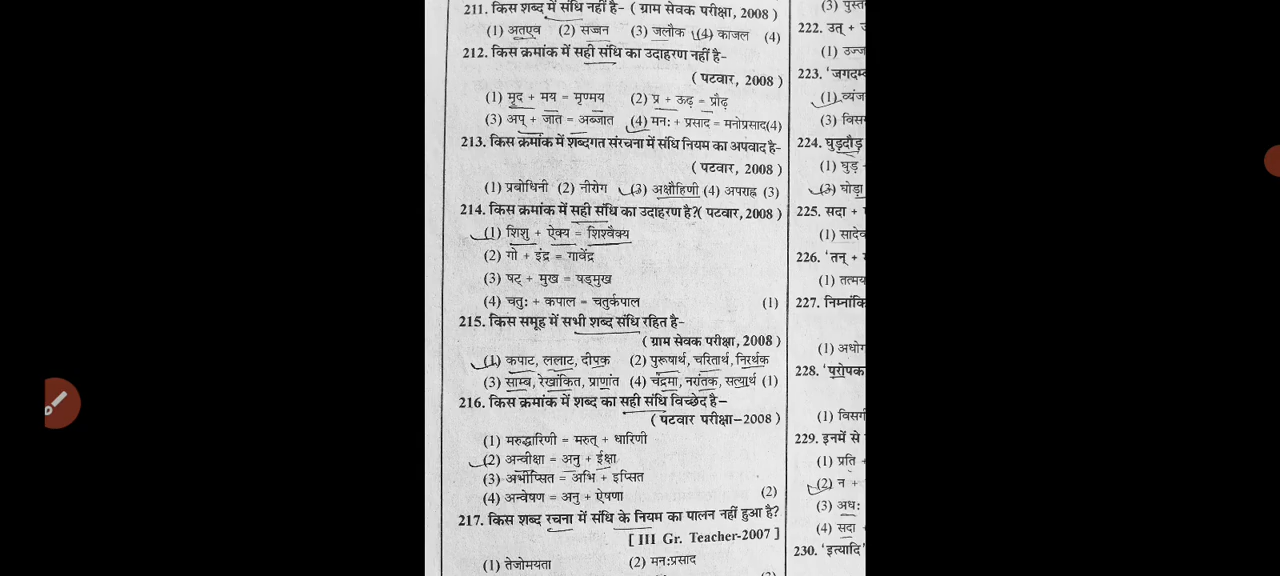 211. किस शब्द में संधि नहीं है- ( ग्राम सेवक परीक्षा, 2008 )
(1) अतएव (2) सज्जन (3) जलौक (4) काजल (4)
212. किस क्रमांक में सही संधि का उदाहरण नहीं है-
( पटवार, 2008 )
(1) मृद + मय = मृण्मय (2) प्र + ऊढ़ = प्रौढ़
(3) अप् + जात = अब्जात (4) मन: + प्रसाद = मनोप्रसाद(4)
213. किस क्रमांक में शब्दगत संरचना में संधि नियम का अपवाद है-
( पटवार, 2008 )
(1) प्रबोधिनी (2) नीरोग (3) अक्षौहिणी (4) अपराह्न (3)
214. किस क्रमांक में सही संधि का उदाहरण है?( पटवार, 2008 )
(1) शिशु + ऐक्य = शिश्वैक्य
(2) गो + इंद्र = गावेंद्र
(3) षट् + मुख = षड्मुख
(4) चतु: + कपाल = चतुर्कपाल (1)
215. किस समूह में सभी शब्द संधि रहित है-
( ग्राम सेवक परीक्षा, 2008 )
(1) कपाट, ललाट, दीपक (2) पुरूषार्थ, चरितार्थ, निरर्थक
(3) साम्ब, रेखांकित, प्राणांत (4) चंद्रमा, नरांतक, सत्यार्थ (1)
216. किस क्रमांक में शब्द का सही संधि विच्छेद है–
( पटवार परीक्षा–2008 )
(1) मरुद्धारिणी = मरुत् + धारिणी
(2) अन्वीक्षा = अनु + ईक्षा
(3) अभीप्सित = अभि + इप्सित
(4) अन्वेषण = अनु + ऐषणा (2)
217. किस शब्द रचना में संधि के नियम का पालन नहीं हुआ है?
[ III Gr. Teacher-2007 ]
(1) तेजोमयता (2) मन:प्रसाद
(3)
222. उत् +
(1)
223.
(1)
(3)
224. घुड़दौड़
(1) घुड़
(3) घोड़ा
225. सदा +
(1)
226. 'तन् +
(1) तत्मय
227.
(1)
228.
(1)
229. इनमें से
(1) प्रति
(2) न +
(3) अध:
(4) सदा
230. 'इत्यादि'